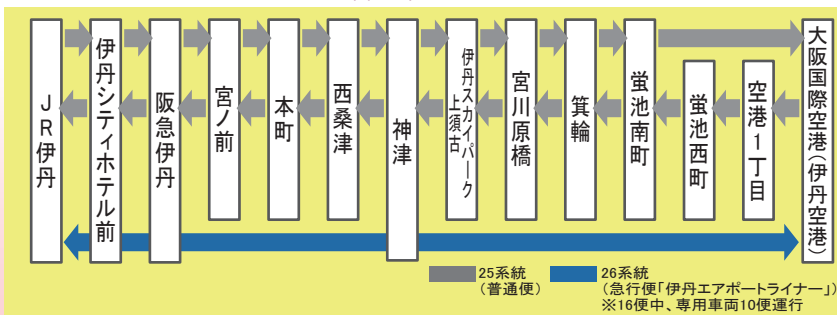 JR伊丹
伊丹シティホテル前
阪急伊丹
宮ノ前
本町
西桑津
神津
伊丹スカイパーク
上須古
宮川原橋
箕輪
蛍池南町
蛍池西町
空港1丁目
大阪国際空港(伊丹空港)
25系統
(普通便)
26系統
(急行便「伊丹エアポートライナー」)
※16便中、専用車両10便運行